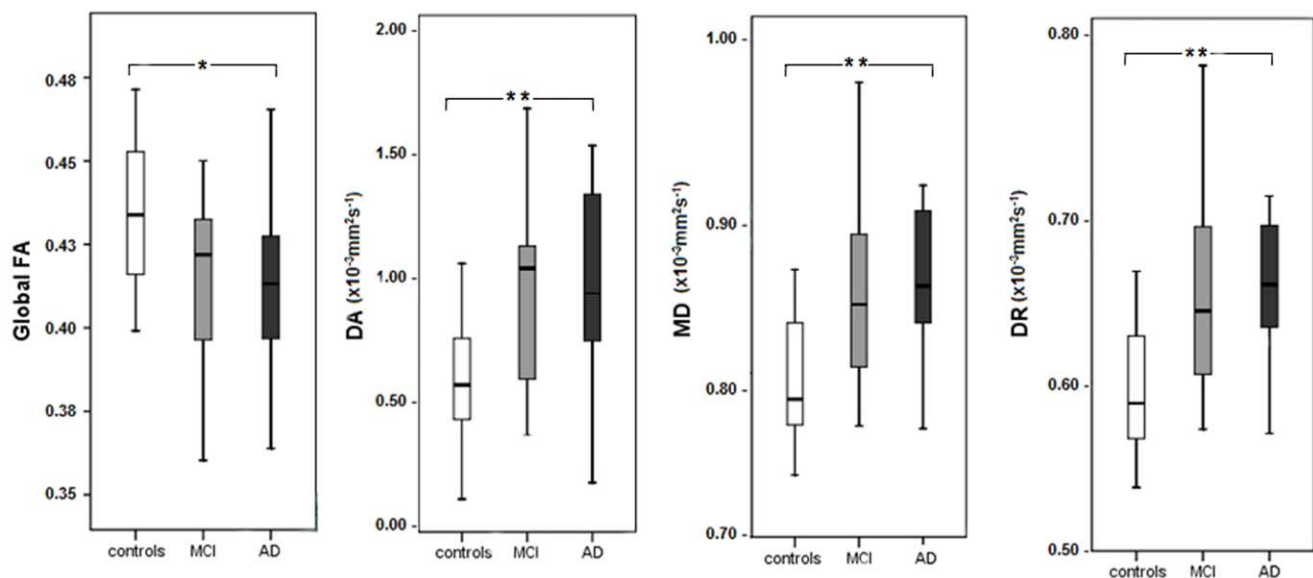 Global FA
0.48
0.45
0.43
0.40
0.38
0.35
*
controls MCI AD
DA (x10⁻³mm²s⁻¹)
2.00
1.50
1.00
0.50
0.00
**
controls MCI AD
MD (x10⁻³mm²s⁻¹)
1.00
0.90
0.80
0.70
**
controls MCI AD
DR (x10⁻³mm²s⁻¹)
0.80
0.70
0.60
0.50
**
controls MCI AD